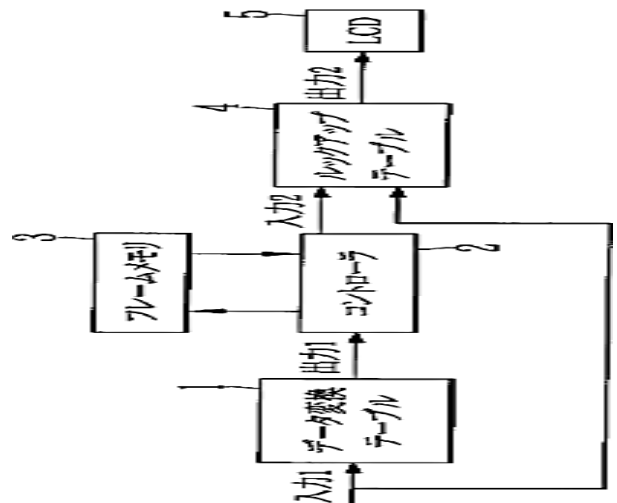 入力1
データ変換
テーブル
1
出力1
コントローラ
2
フレームメモリ
3
入力2
ルックアップ
テーブル
4
出力2
LCD
5